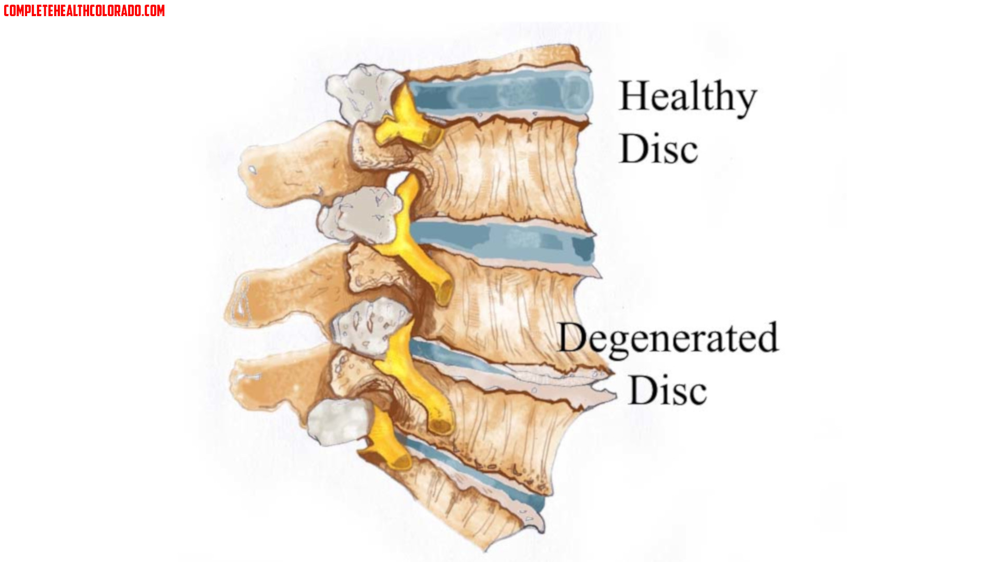 COMPLETEHEALTHCOLORADO.COM
Healthy
Disc
Degenerated
Disc